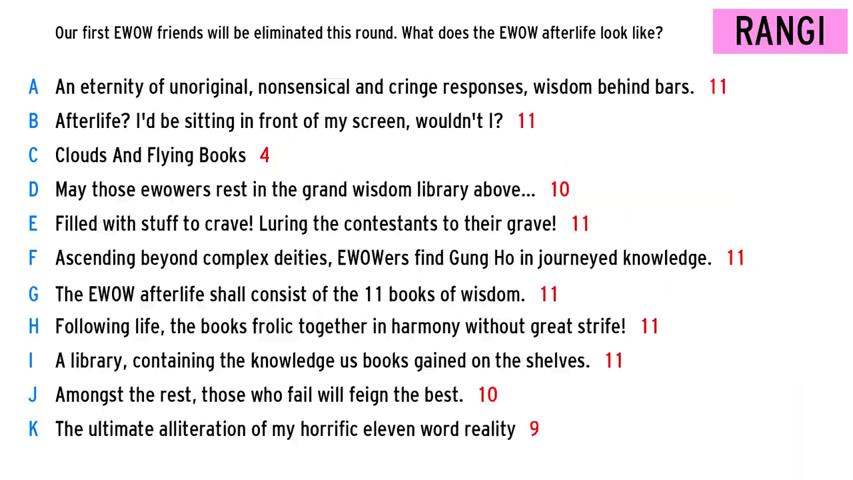 Our first EWOW friends will be eliminated this round. What does the EWOW afterlife look like?
RANGI
A An eternity of unoriginal, nonsensical and cringe responses, wisdom behind bars. 11
B Afterlife? I'd be sitting in front of my screen, wouldn't I? 11
C Clouds And Flying Books 4
D May those ewowers rest in the grand wisdom library above... 10
E Filled with stuff to crave! Luring the contestants to their grave! 11
F Ascending beyond complex deities, EWOWers find Gung Ho in journeyed knowledge. 11
G The EWOW afterlife shall consist of the 11 books of wisdom. 11
H Following life, the books frolic together in harmony without great strife! 11
I A library, containing the knowledge us books gained on the shelves. 11
J Amongst the rest, those who fail will feign the best. 10
K The ultimate alliteration of my horrific eleven word reality 9